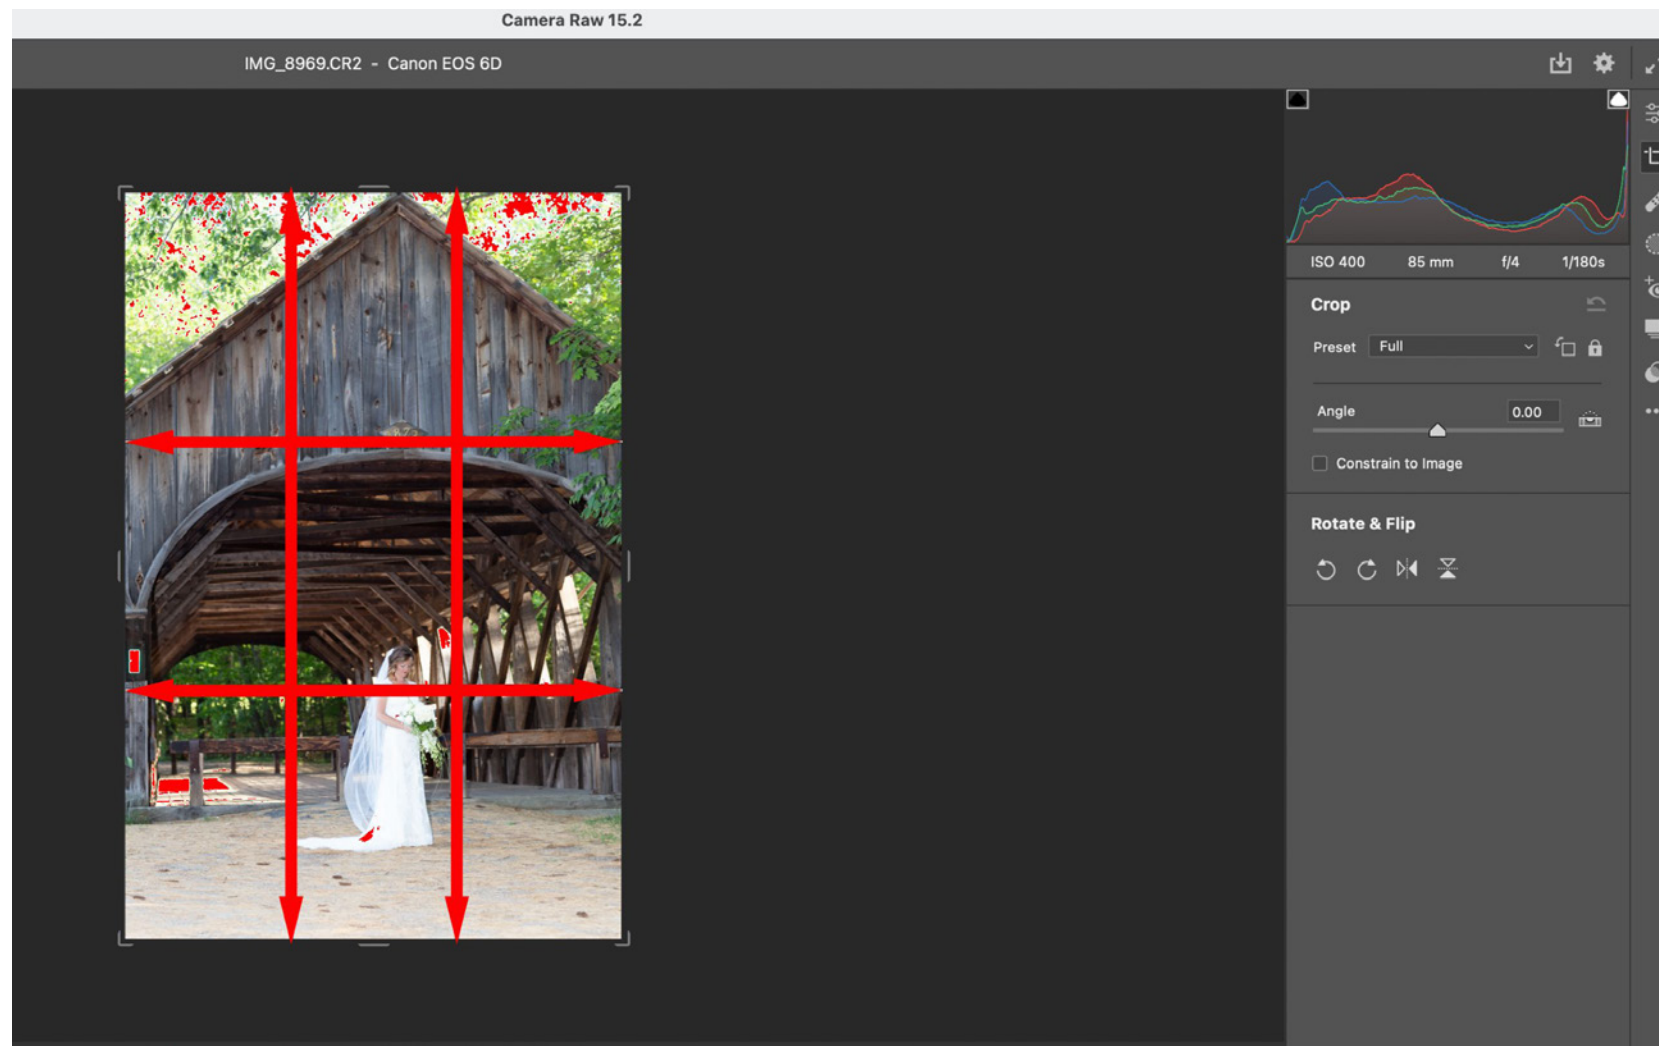 Camera Raw 15.2
IMG_8969.CR2 - Canon EOS 6D
ISO 400 85 mm f/4 1/180s
Crop
Preset Full
Angle 0.00
Constrain to Image
Rotate & Flip